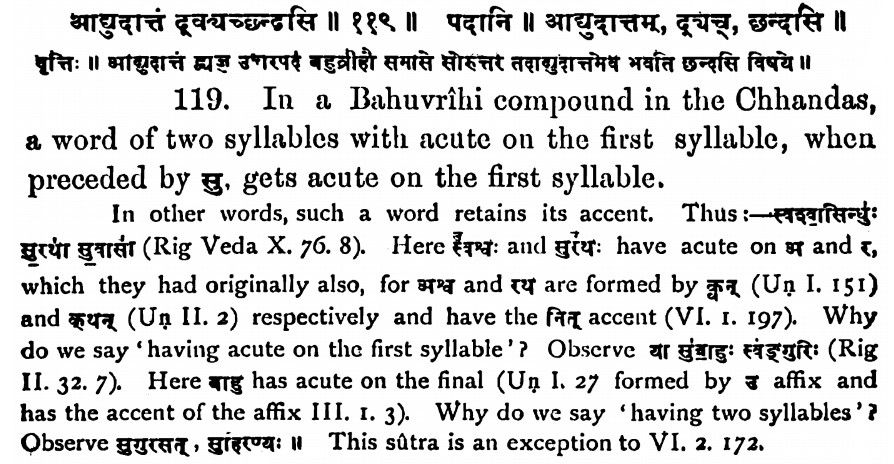 आद्युदात्तं द्व्यच्छन्दसि ॥ ११९ ॥ पदानि ॥ आद्युदात्तम्, द्व्यच्, छन्दसि ॥
वृत्तिः ॥ आद्युदात्तं द्व्यज् उत्तरपदं बहुव्रीहौ समासे सोरुत्तरं तदाद्युदात्तमेव भवति छन्दसि विषये ॥
119. In a Bahuvrîhi compound in the Chhandas,
a word of two syllables with acute on the first syllable, when
preceded by सु, gets acute on the first syllable.
In other words, such a word retains its accent. Thus:—
सु॒रथा॑ सु॒वासा॑ (Rig Veda X. 76. 8). Here and सुरथः have acute on अ and र,
which they had originally also, for अश्व and रथ are formed by क्वन् (Uṇ I. 151)
and क्थन् (Uṇ II. 2) respectively and have the नित् accent (VI. 1. 197). Why
do we say 'having acute on the first syllable'? Observe या सु॑बा॒हुः स्व॑ङ्गुरिः (Rig
II. 32. 7). Here बाहु has acute on the final (Uṇ I. 27 formed by उ affix and
has the accent of the affix III. 1. 3). Why do we say 'having two syllables'?
Observe सुगुरसत्, सुहिरण्यः ॥ This sûtra is an exception to VI. 2. 172.